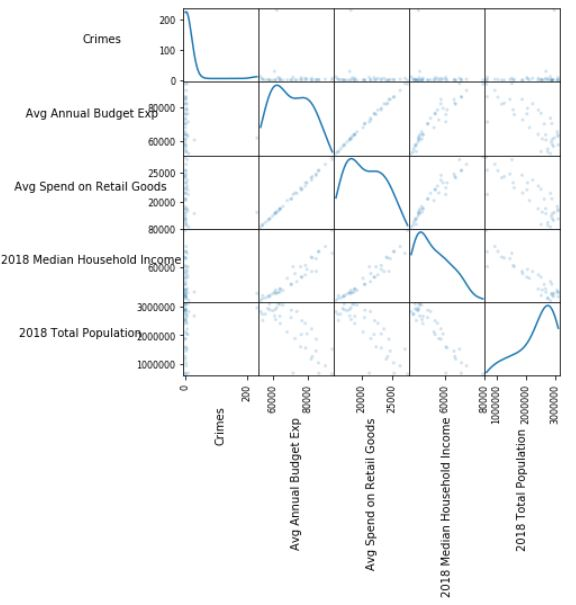 200
100
0
Crimes
80000
60000
Avg Annual Budget Exp
25000
20000
Avg Spend on Retail Goods
80000
60000
2018 Median Household Income
3000000
2000000
1000000
2018 Total Population
0
200
60000
80000
20000
25000
60000
80000
1000000
2000000
3000000
Crimes
Avg Annual Budget Exp
Avg Spend on Retail Goods
2018 Median Household Income
2018 Total Population